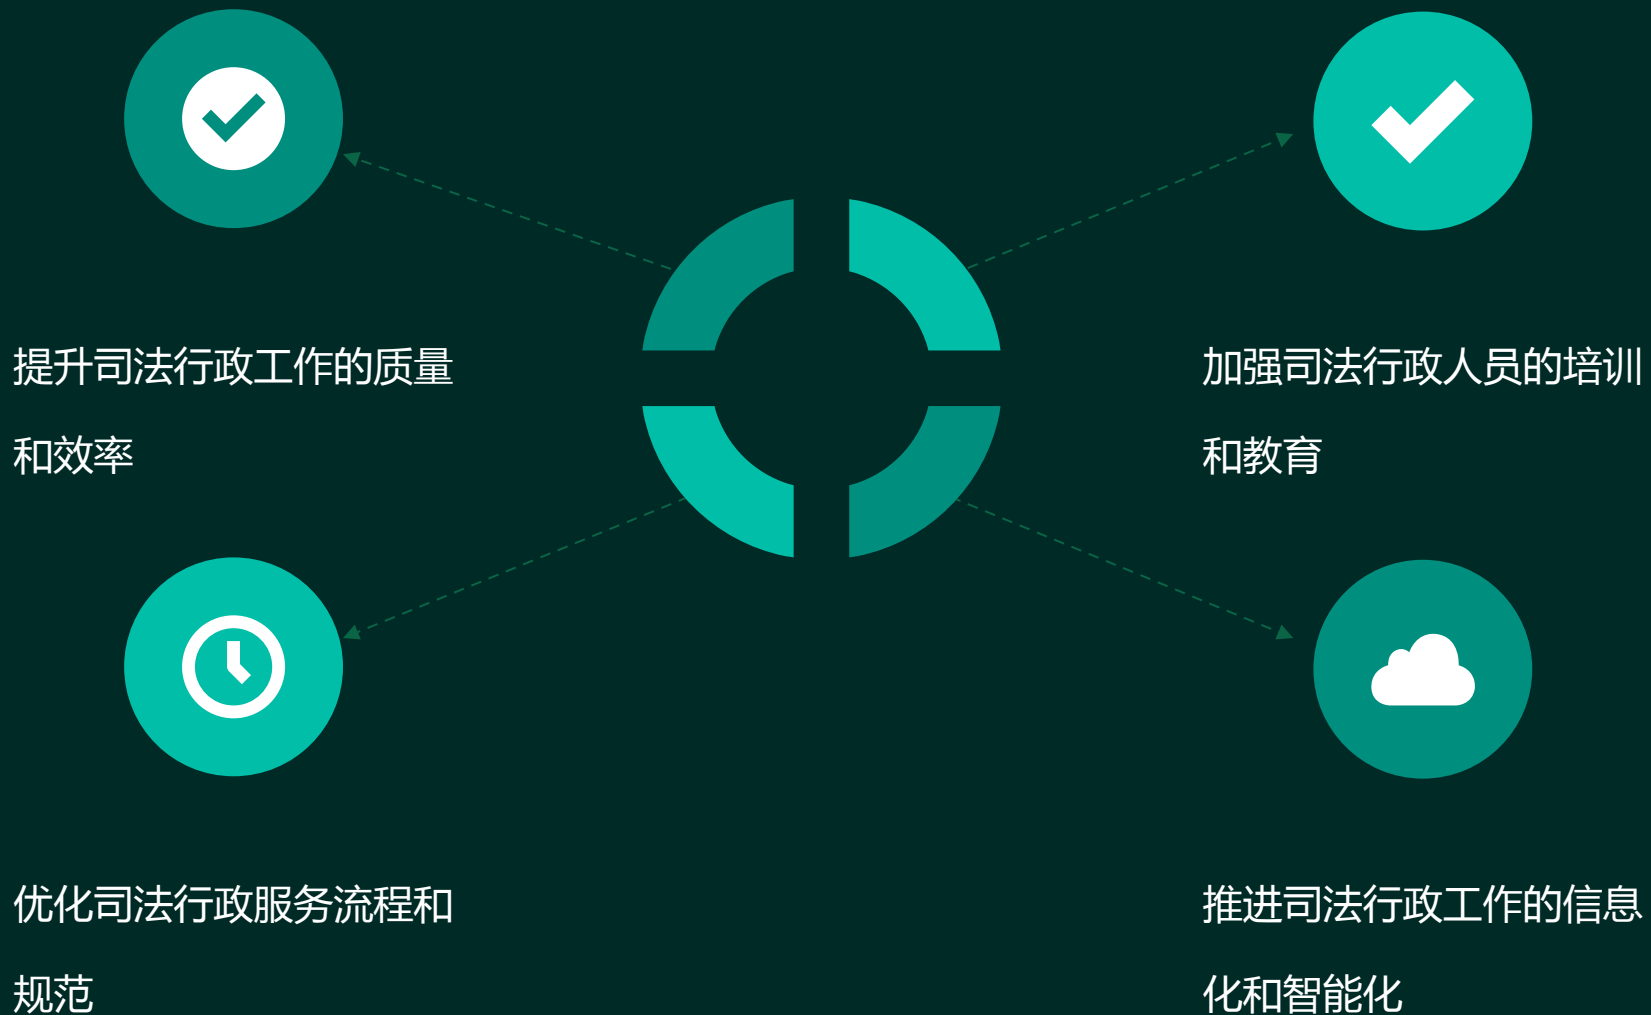 提升司法行政工作的质量
和效率
加强司法行政人员的培训
和教育
优化司法行政服务流程和
规范
推进司法行政工作的信息
化和智能化